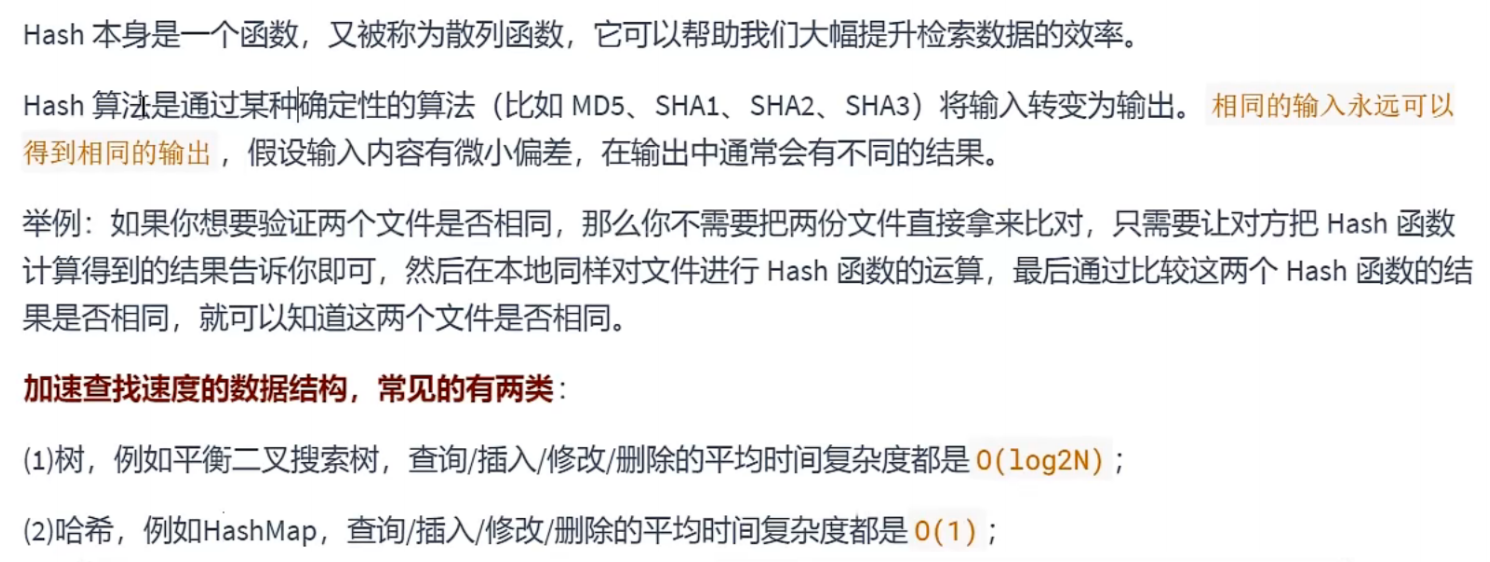 Hash 本身是一个函数，又被称为散列函数，它可以帮助我们大幅提升检索数据的效率。
Hash 算法是通过某种确定性的算法（比如 MD5、SHA1、SHA2、SHA3）将输入转变为输出。相同的输入永远可以
得到相同的输出，假设输入内容有微小偏差，在输出中通常会有不同的结果。
举例：如果你想要验证两个文件是否相同，那么你不需要把两份文件直接拿来比对，只需要让对方把 Hash 函数
计算得到的结果告诉你即可，然后在本地同样对文件进行 Hash 函数的运算，最后通过比较这两个 Hash 函数的结
果是否相同，就可以知道这两个文件是否相同。
加速查找速度的数据结构，常见的有两类：
(1)树，例如平衡二叉搜索树，查询/插入/修改/删除的平均时间复杂度都是 O(log2N)；
(2)哈希，例如HashMap，查询/插入/修改/删除的平均时间复杂度都是 O(1)；